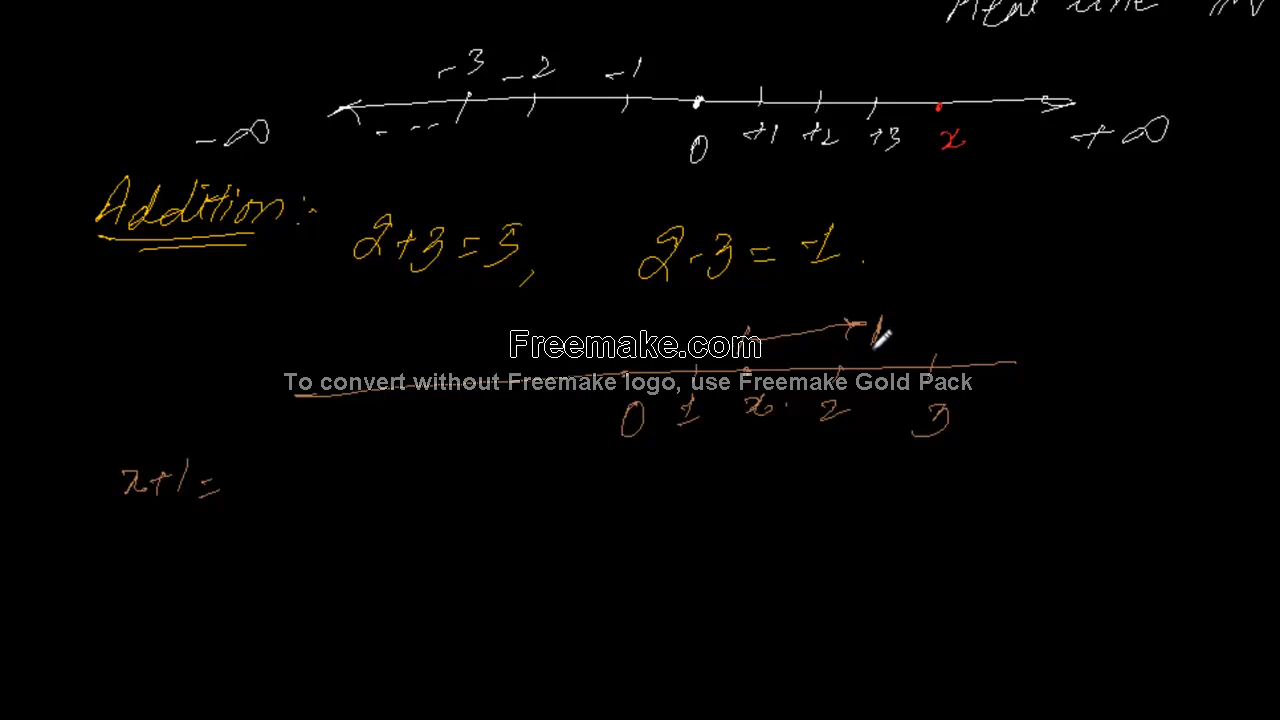 Real line
-3 -2 -1
-∞ 0 +1 +2 +3 x +∞
Addition :-
2+3=5, 2-3=-1.
Freemake.com
To convert without Freemake logo, use Freemake Gold Pack
0 1 x. 2 3
x+1=